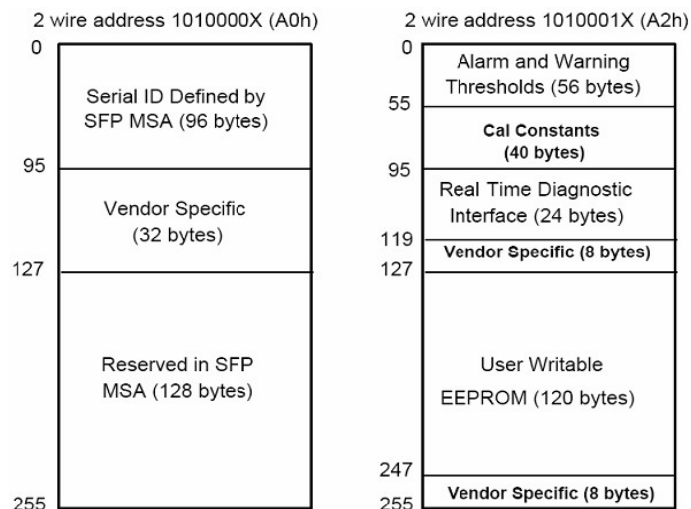 2 wire address 1010000X (A0h)
0
Serial ID Defined by
SFP MSA (96 bytes)
95
Vendor Specific
(32 bytes)
127
Reserved in SFP
MSA (128 bytes)
255
2 wire address 1010001X (A2h)
0
Alarm and Warning
Thresholds (56 bytes)
55
Cal Constants
(40 bytes)
95
Real Time Diagnostic
Interface (24 bytes)
119
Vendor Specific (8 bytes)
127
User Writable
EEPROM (120 bytes)
247
Vendor Specific (8 bytes)
255